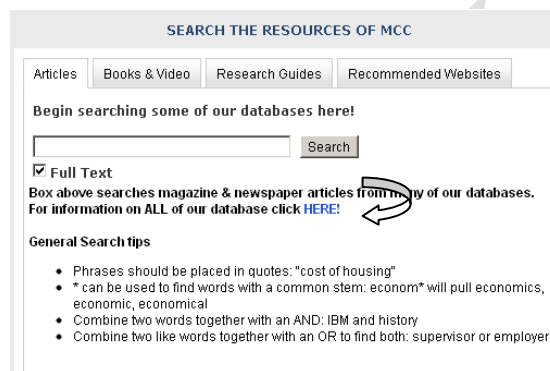 SEARCH THE RESOURCES OF MCC
Articles Books & Video Research Guides Recommended Websites
Begin searching some of our databases here!
Search
Full Text
Box above searches magazine & newspaper articles from many of our databases.
For information on ALL of our database click HERE!
General Search tips
Phrases should be placed in quotes: "cost of housing"
* can be used to find words with a common stem: econom* will pull economics,
economic, economical
Combine two words together with an AND: IBM and history
Combine two like words together with an OR to find both: supervisor or employer